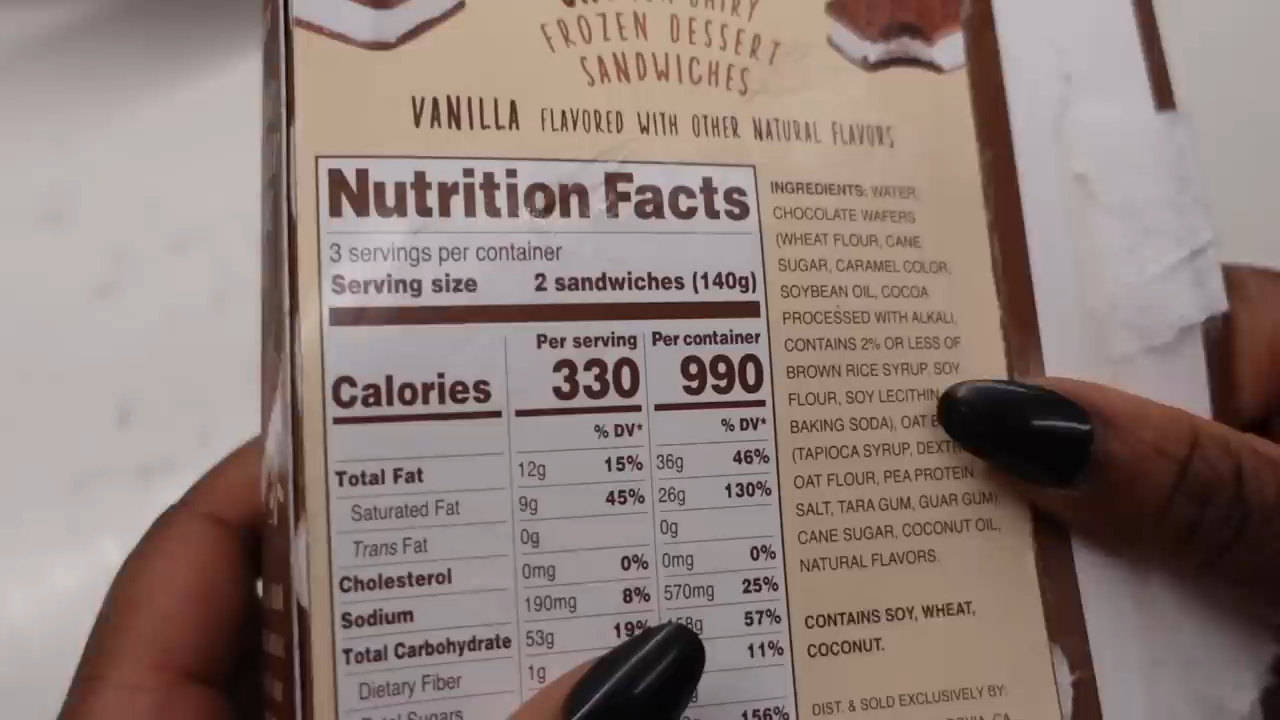 DAIRY
FROZEN DESSERT
SANDWICHES
VANILLA FLAVORED WITH OTHER NATURAL FLAVORS
Nutrition Facts
3 servings per container
Serving size 2 sandwiches (140g)
Per serving Per container
Calories 330 990
% DV* % DV*
Total Fat 12g 15% 36g 46%
Saturated Fat 9g 45% 26g 130%
Trans Fat 0g 0g
Cholesterol 0mg 0% 0mg 0%
Sodium 190mg 8% 570mg 25%
Total Carbohydrate 53g 19% 57%
Dietary Fiber 1g 11%
Total Sugars
156%
INGREDIENTS: WATER,
CHOCOLATE WAFERS
(WHEAT FLOUR, CANE
SUGAR, CARAMEL COLOR,
SOYBEAN OIL, COCOA
PROCESSED WITH ALKALI,
CONTAINS 2% OR LESS OF
BROWN RICE SYRUP, SOY
FLOUR, SOY LECITHIN
BAKING SODA), OAT
(TAPIOCA SYRUP,
OAT FLOUR, PEA PROTEIN
SALT, TARA GUM, GUAR GUM),
CANE SUGAR, COCONUT OIL,
NATURAL FLAVORS.
CONTAINS SOY, WHEAT,
COCONUT.
DIST. & SOLD EXCLUSIVELY BY:
CA